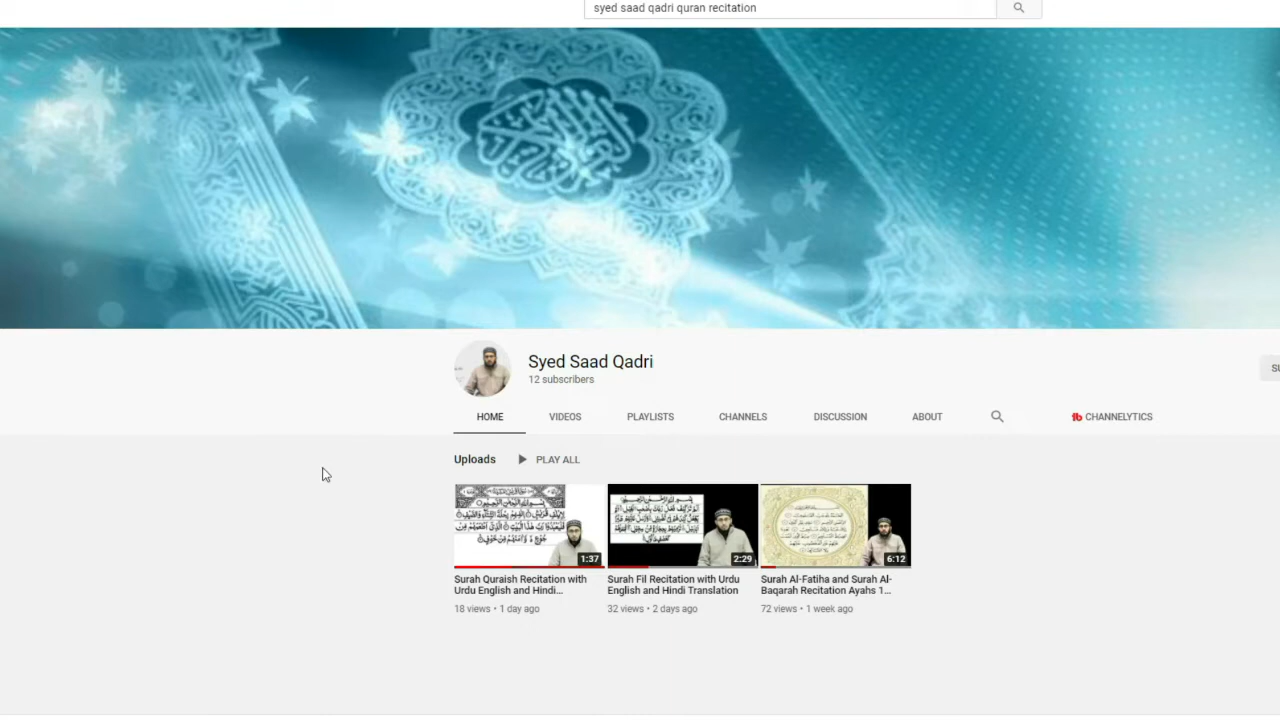 syed saad qadri quran recitation
القرآن الكريم
Syed Saad Qadri
12 subscribers
SU
HOME VIDEOS PLAYLISTS CHANNELS DISCUSSION ABOUT CHANNELYTICS
Uploads PLAY ALL
1:37
2:29
6:12
Surah Quraish Recitation with
Urdu English and Hindi...
18 views • 1 day ago
Surah Fil Recitation with Urdu
English and Hindi Translation
32 views • 2 days ago
Surah Al-Fatiha and Surah Al-
Baqarah Recitation Ayahs 1...
72 views • 1 week ago